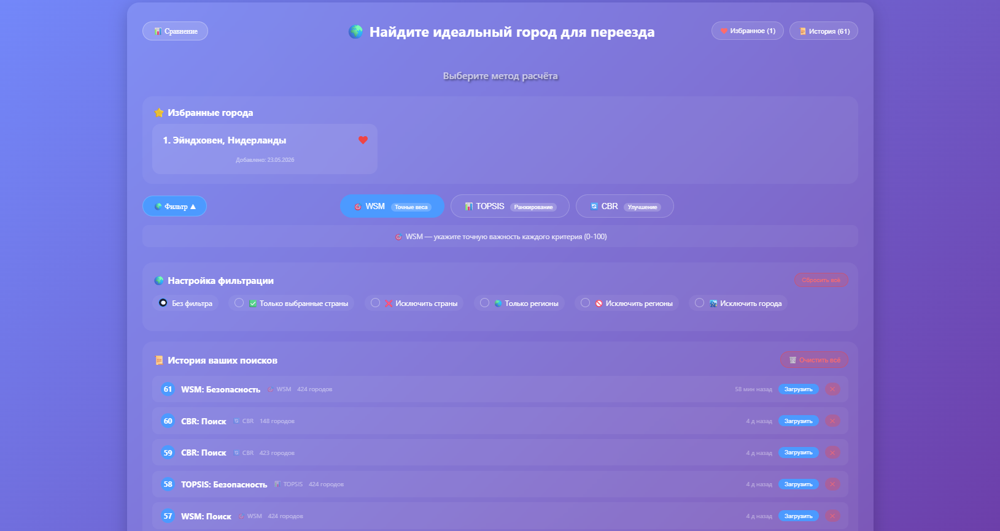 Сравнение
Найдите идеальный город для переезда
Избранное (1)
История (61)
Выберите метод расчёта
Избранные города
1. Эйндховен, Нидерланды
Добавлено: 23.05.2026
Фильтр ▲
WSM Точные веса
TOPSIS Ранжирование
CBR Улучшение
WSM — укажите точную важность каждого критерия (0-100)
Настройка фильтрации
Сбросить всё
Без фильтра
Только выбранные страны
Исключить страны
Только регионы
Исключить регионы
Исключить города
История ваших поисков
Очистить всё
61 WSM: Безопасность WSM 424 городов 58 мин назад Загрузить
60 CBR: Поиск CBR 148 городов 4 д назад Загрузить
59 CBR: Поиск CBR 423 городов 4 д назад Загрузить
58 TOPSIS: Безопасность TOPSIS 424 городов 4 д назад Загрузить
57 WSM: Поиск WSM 424 городов 4 д назад Загрузить